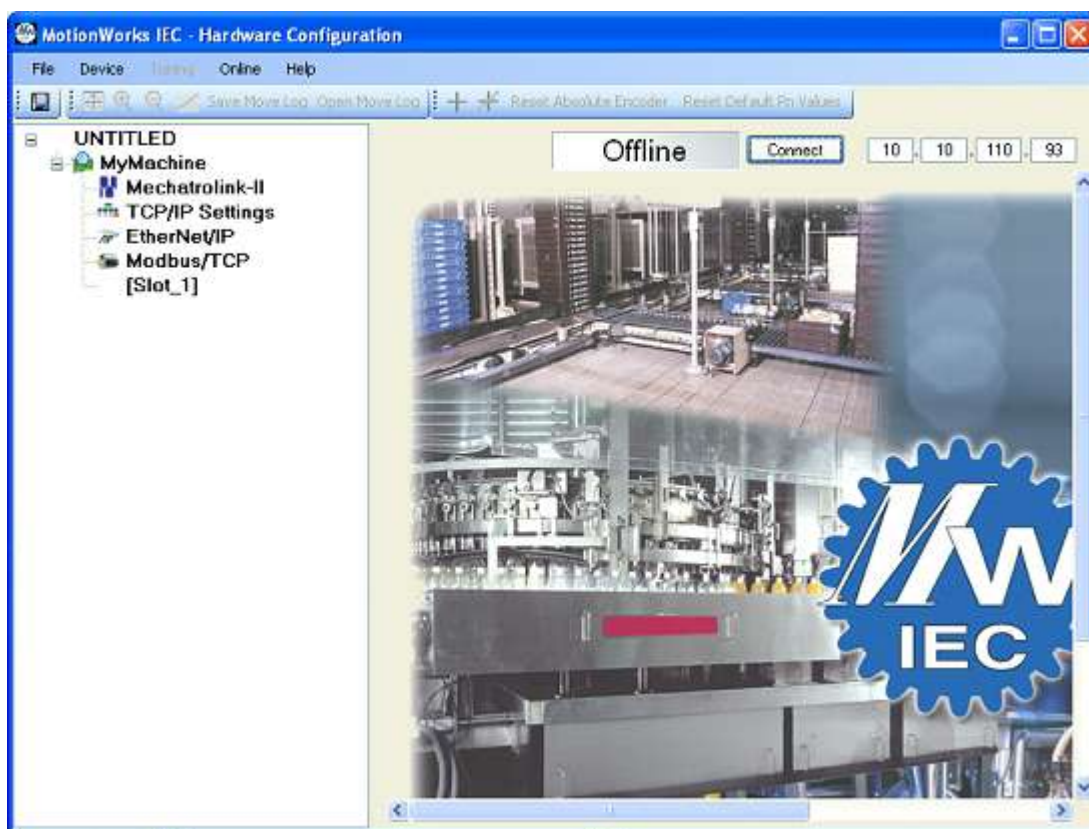 MotionWorks IEC - Hardware Configuration
File Device Tuning Online Help
Save Move Log Open Move Log Reset Absolute Encoder Reset Default Pn Values
UNTITLED
Offline Connect 10 . 10 . 110 . 93
MyMachine
Mechatrolink-II
TCP/IP Settings
EtherNet/IP
Modbus/TCP
[Slot_1]
MW
IEC